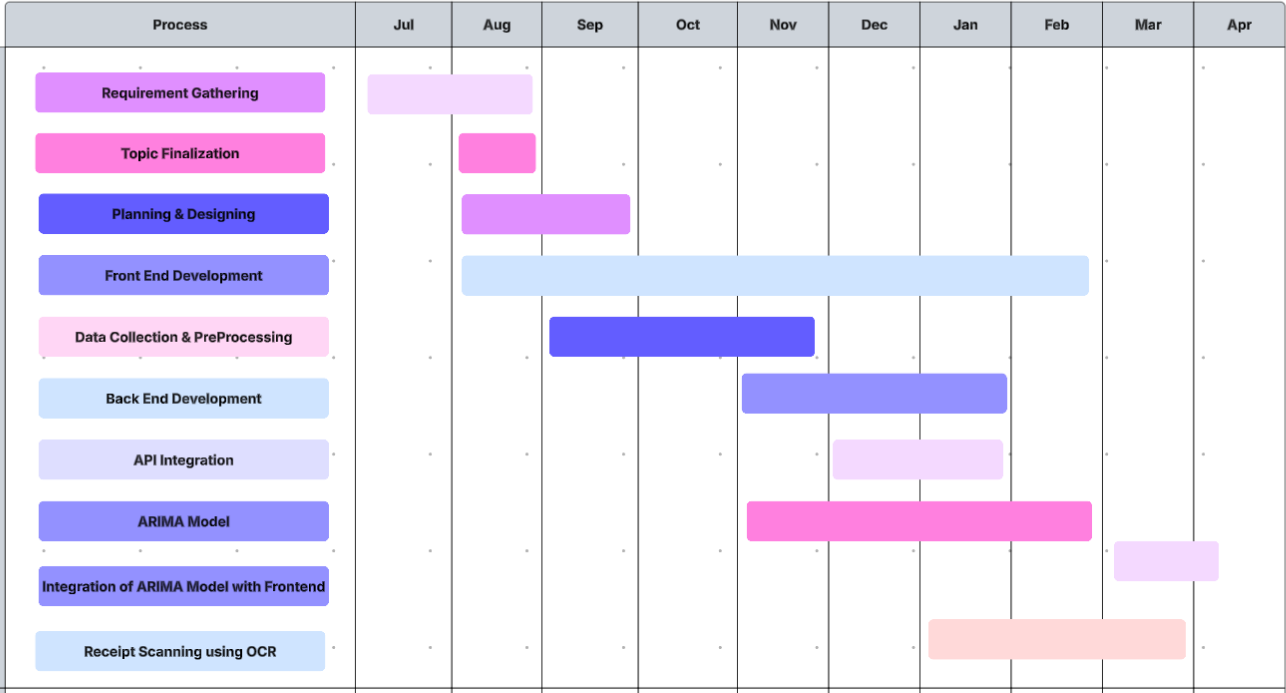 Process Jul Aug Sep Oct Nov Dec Jan Feb Mar Apr
Requirement Gathering
Topic Finalization
Planning & Designing
Front End Development
Data Collection & PreProcessing
Back End Development
API Integration
ARIMA Model
Integration of ARIMA Model with Frontend
Receipt Scanning using OCR